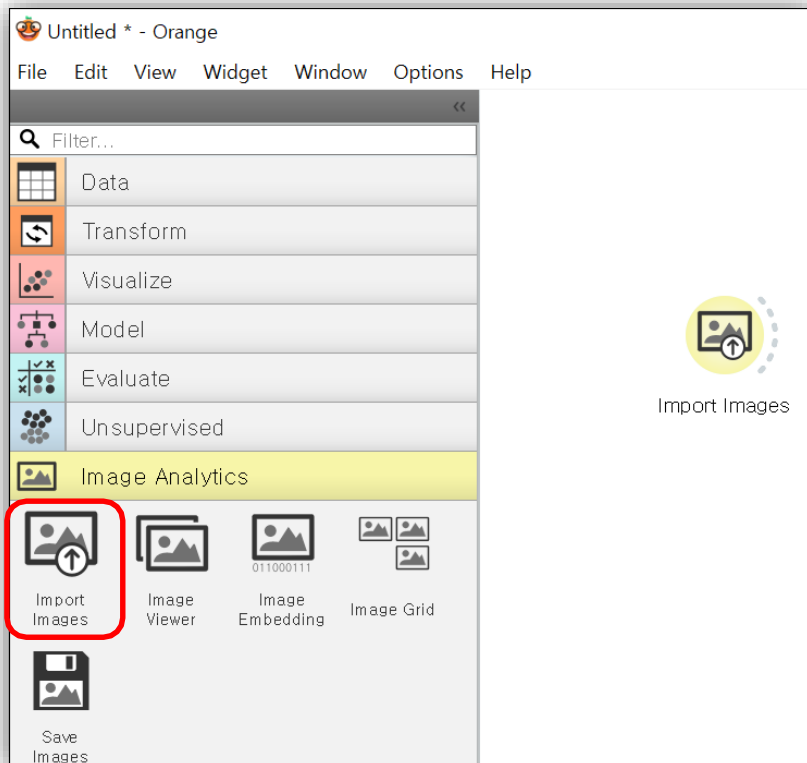 Untitled * - Orange
File Edit View Widget Window Options Help
«
Filter...
Data
Transform
Visualize
Model
Import Images
Evaluate
Unsupervised
Image Analytics
011000111
Import
Images
Image
Viewer
Image
Embedding
Image Grid
Save
Images